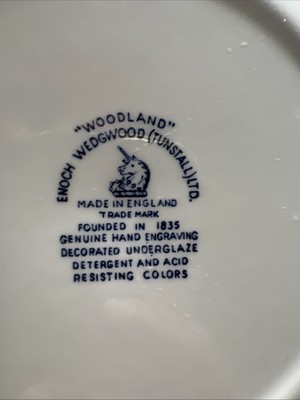 "WOODLAND"
ENOCH WEDGWOOD (TUNSTALL) LTD.
MADE IN ENGLAND
TRADE MARK
FOUNDED IN 1835
GENUINE HAND ENGRAVING
DECORATED UNDERGLAZE
DETERGENT AND ACID
RESISTING COLORS